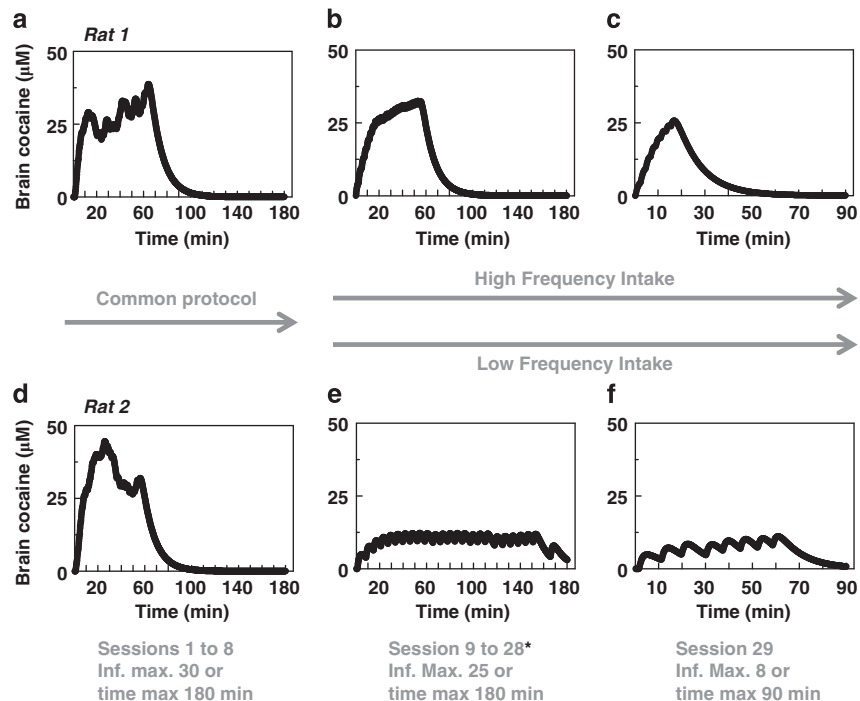 a
Rat 1
b
c
Brain cocaine (μM)
50
25
0
20 60 100 140 180
Time (min)
50
25
0
20 60 100 140 180
Time (min)
50
25
0
10 30 50 70 90
Time (min)
Common protocol
High Frequency Intake
Low Frequency Intake
d
Rat 2
e
f
Brain cocaine (μM)
50
25
0
20 60 100 140 180
Time (min)
50
25
0
20 60 100 140 180
Time (min)
50
25
0
10 30 50 70 90
Time (min)
Sessions 1 to 8
Inf. max. 30 or
time max 180 min
Session 9 to 28*
Inf. Max. 25 or
time max 180 min
Session 29
Inf. Max. 8 or
time max 90 min